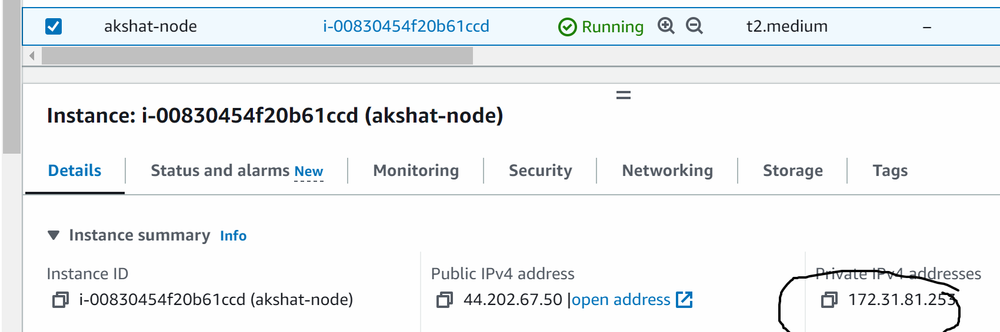 akshat-node i-00830454f20b61ccd Running t2.medium –
Instance: i-00830454f20b61ccd (akshat-node)
Details Status and alarms New Monitoring Security Networking Storage Tags
Instance summary Info
Instance ID Public IPv4 address Private IPv4 addresses
i-00830454f20b61ccd (akshat-node) 44.202.67.50 |open address 172.31.81.253